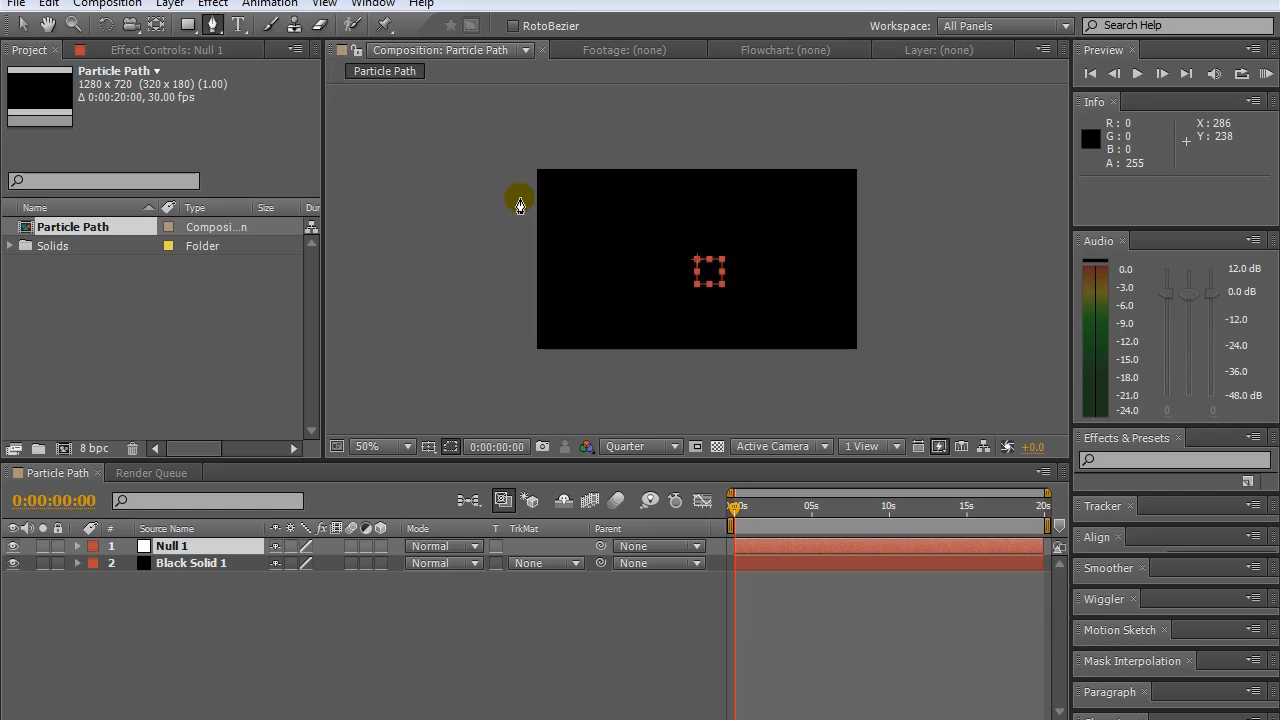 File Edit Composition Layer Effect Animation View Window Help
T RotoBezier Workspace: All Panels Search Help
Project Effect Controls: Null 1 Composition: Particle Path Footage: (none) Flowchart: (none) Layer: (none) Preview
Particle Path
1280 x 720 (320 x 180) (1.00)
Δ 0:00:20:00, 30.00 fps
Particle Path
Info
R: 0 X: 286
G: 0 Y: 238
B: 0
A: 255
Name Type Size Dur
Particle Path Composi...n
Solids Folder
Audio
0.0 12.0 dB
-3.0
-6.0 0.0 dB
-9.0
-12.0 -12.0
-15.0 -24.0
-18.0
-21.0 -36.0
-24.0 -48.0 dB
0 0
8 bpc
50% 0:00:00:00 Quarter Active Camera 1 View +0.0
Effects & Presets
Particle Path Render Queue
0:00:00:00
05s 10s 15s 20s
# Source Name fx Mode T TrkMat Parent
1 Null 1 Normal None
2 Black Solid 1 Normal None None
Tracker
Align
Smoother
Wiggler
Motion Sketch
Mask Interpolation
Paragraph